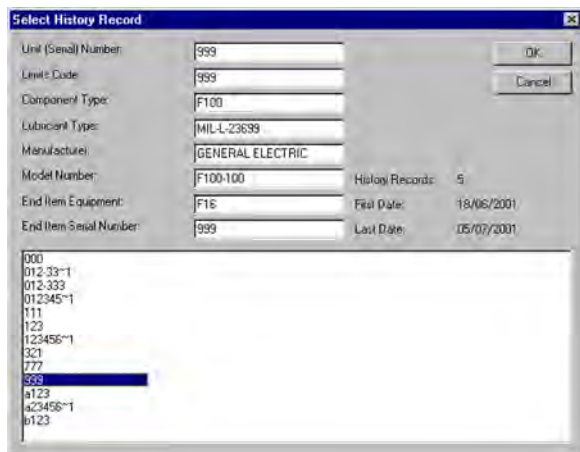 Select History Record
Unit (Serial) Number: 999 OK
Limits Code: 999 Cancel
Component Type: F100
Lubricant Type: MIL-L-23699
Manufacturer: GENERAL ELECTRIC
Model Number: F100-100 History Records: 5
End Item Equipment: F16 First Date: 18/06/2001
End Item Serial Number: 999 Last Date: 05/07/2001
000
012-33~1
012-333
012345~1
111
123
123456~1
321
777
999
a123
a23456~1
b123